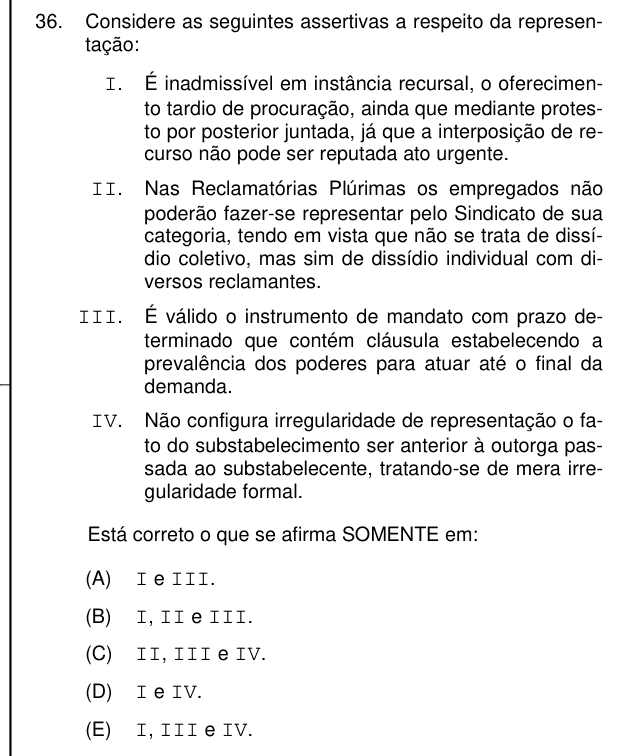 36. Considere as seguintes assertivas a respeito da represen-
tação:
I. É inadmissível em instância recursal, o oferecimen-
to tardio de procuração, ainda que mediante protes-
to por posterior juntada, já que a interposição de re-
curso não pode ser reputada ato urgente.
II. Nas Reclamatórias Plúrimas os empregados não
poderão fazer-se representar pelo Sindicato de sua
categoria, tendo em vista que não se trata de dissí-
dio coletivo, mas sim de dissídio individual com di-
versos reclamantes.
III. É válido o instrumento de mandato com prazo de-
terminado que contém cláusula estabelecendo a
prevalência dos poderes para atuar até o final da
demanda.
IV. Não configura irregularidade de representação o fa-
to do substabelecimento ser anterior à outorga pas-
sada ao substabelecente, tratando-se de mera irre-
gularidade formal.
Está correto o que se afirma SOMENTE em:
(A) I e III.
(B) I, II e III.
(C) II, III e IV.
(D) I e IV.
(E) I, III e IV.